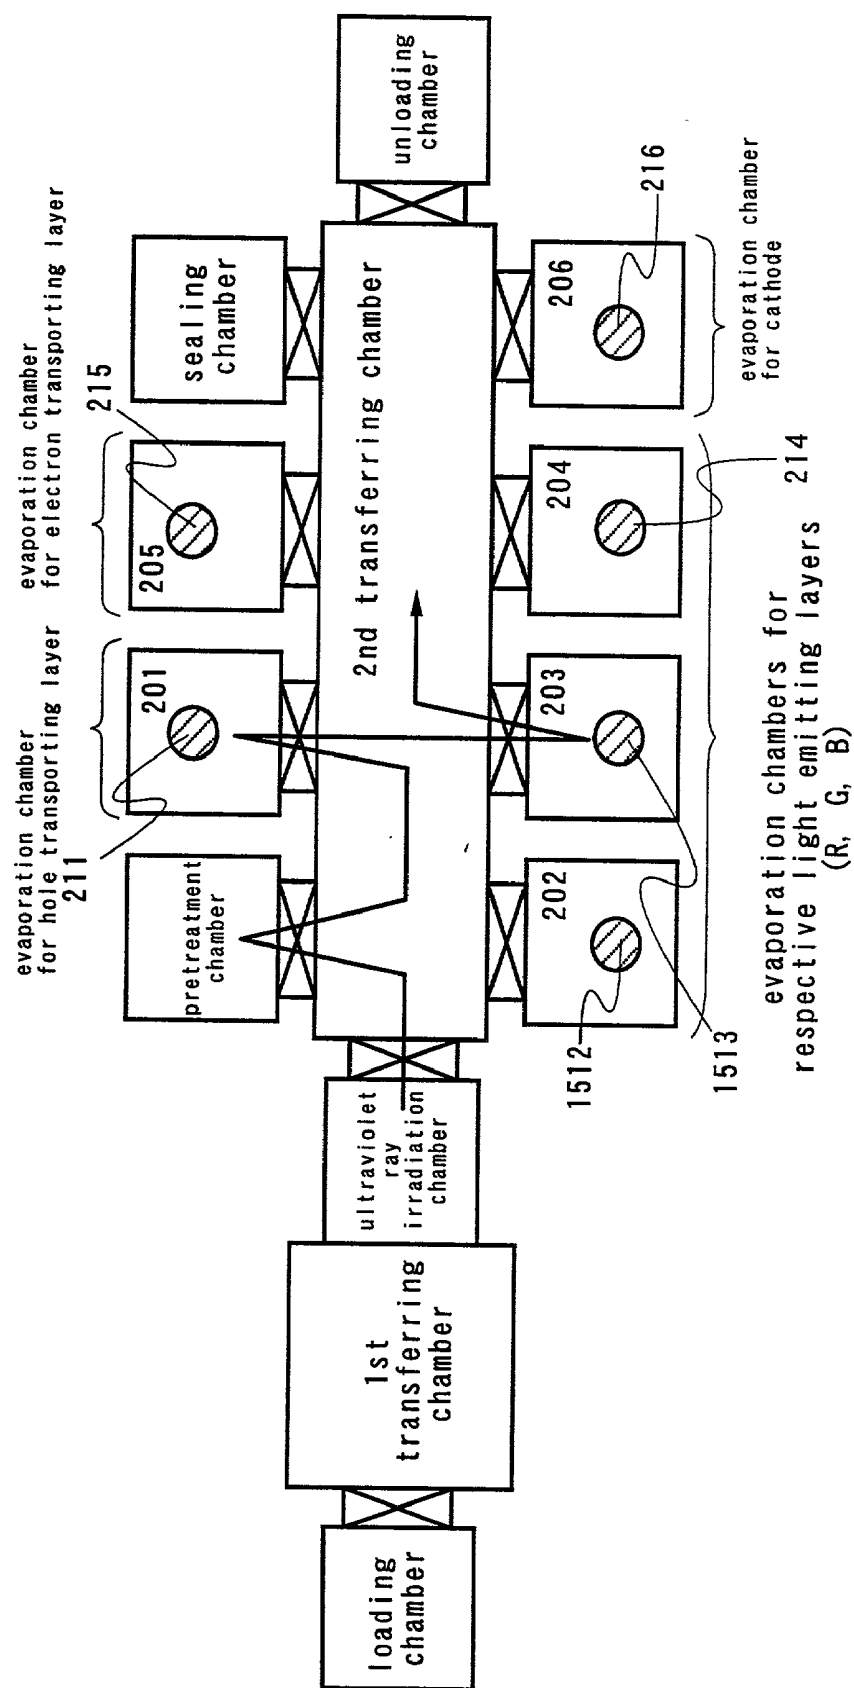 evaporation chamber
for hole transporting layer
211
evaporation chamber
for electron transporting layer
215
pretreatment
chamber
201
205
sealing
chamber
loading
chamber
1st
transferring
chamber
ultraviolet
ray
irradiation
chamber
2nd transferring chamber
unloading
chamber
202
203
204
206
1512
1513
214
216
evaporation chambers for
respective light emitting layers
(R, G, B)
evaporation chamber
for cathode